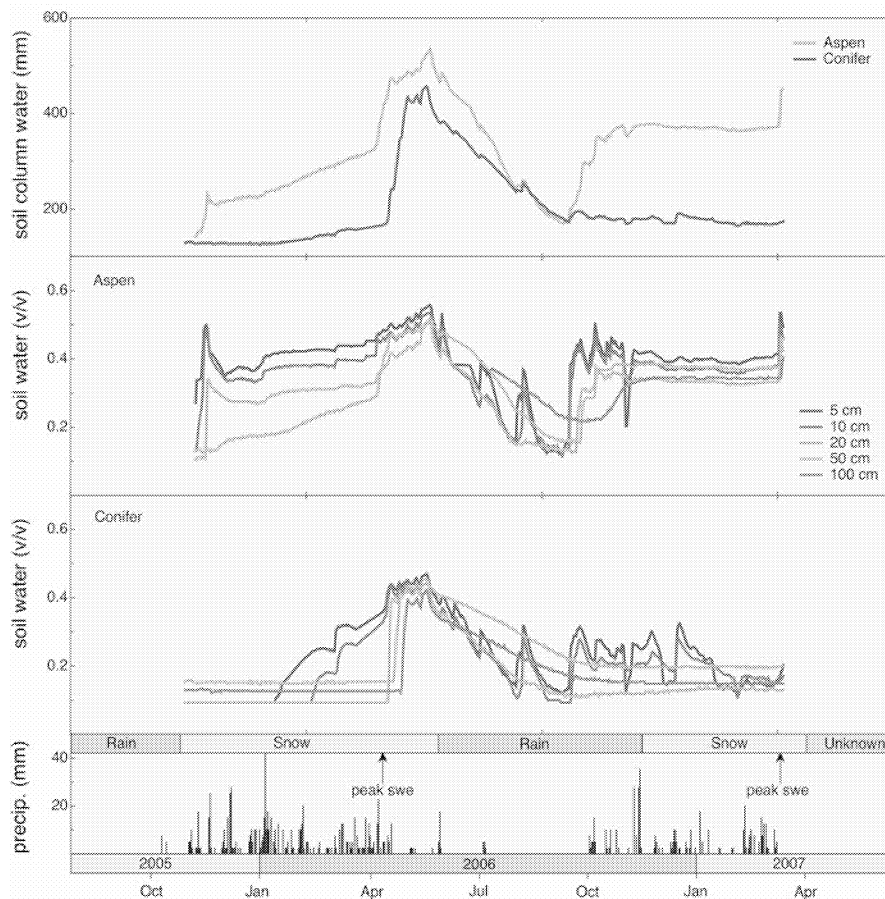 600
400
200
soil column water (mm)
Aspen
Conifer
Aspen
0.6
0.4
0.2
soil water (v/v)
5 cm
10 cm
20 cm
50 cm
100 cm
Conifer
0.6
0.4
0.2
soil water (v/v)
Rain
Snow
Rain
Snow
Unknown
40
20
precip. (mm)
peak swe
peak swe
2005
2006
2007
Oct
Jan
Apr
Jul
Oct
Jan
Apr